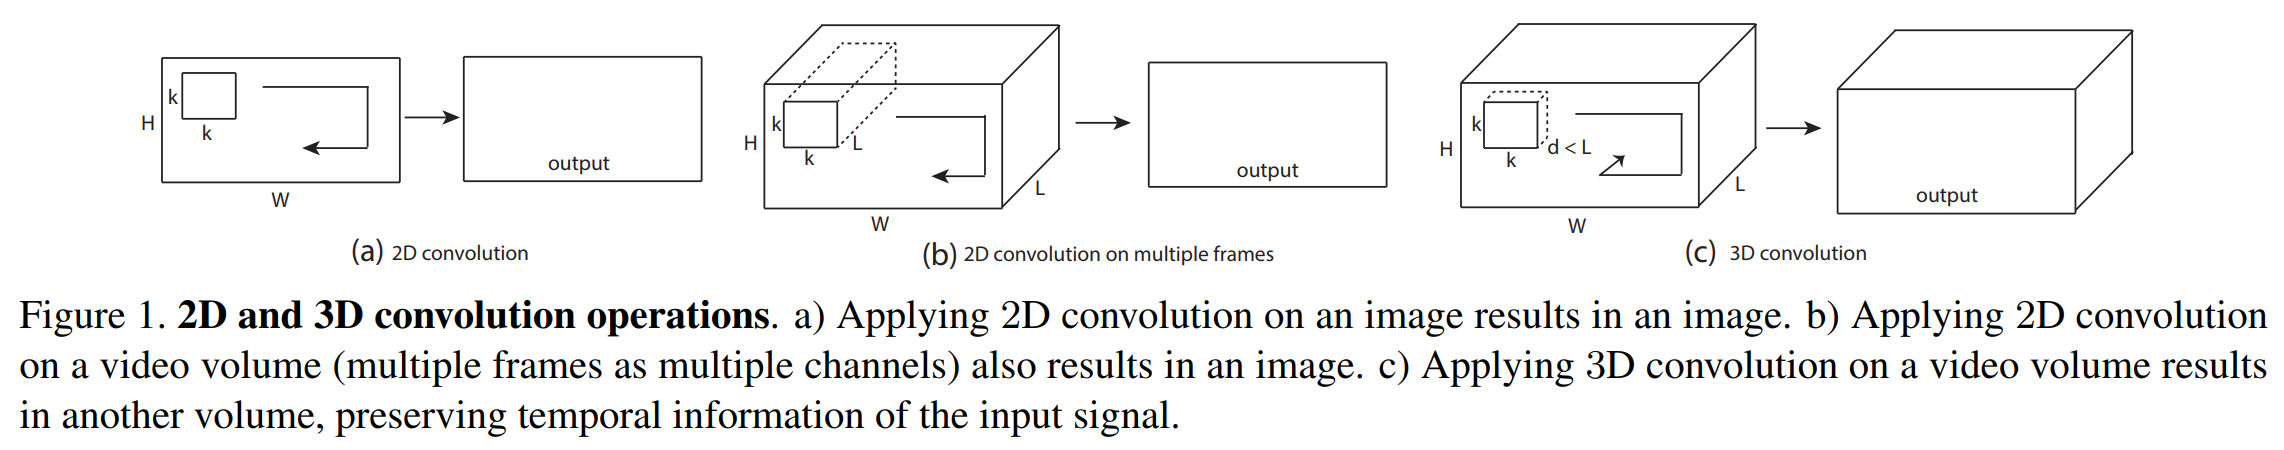 k
k
H
W
output
(a) 2D convolution
k
k
L
H
W
L
output
(b) 2D convolution on multiple frames
k
k
d < L
H
W
L
output
(c) 3D convolution
Figure 1. 2D and 3D convolution operations. a) Applying 2D convolution on an image results in an image. b) Applying 2D convolution
on a video volume (multiple frames as multiple channels) also results in an image. c) Applying 3D convolution on a video volume results
in another volume, preserving temporal information of the input signal.